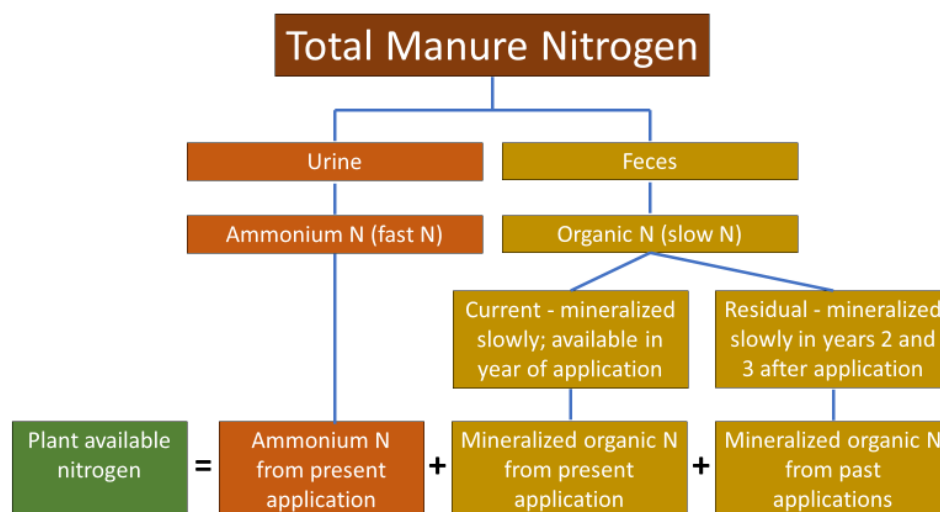 Total Manure Nitrogen
Urine
Feces
Ammonium N (fast N)
Organic N (slow N)
Current - mineralized
slowly; available in
year of application
Residual - mineralized
slowly in years 2 and
3 after application
Plant available
nitrogen
=
Ammonium N
from present
application
+
Mineralized organic N
from present
application
+
Mineralized organic N
from past
applications